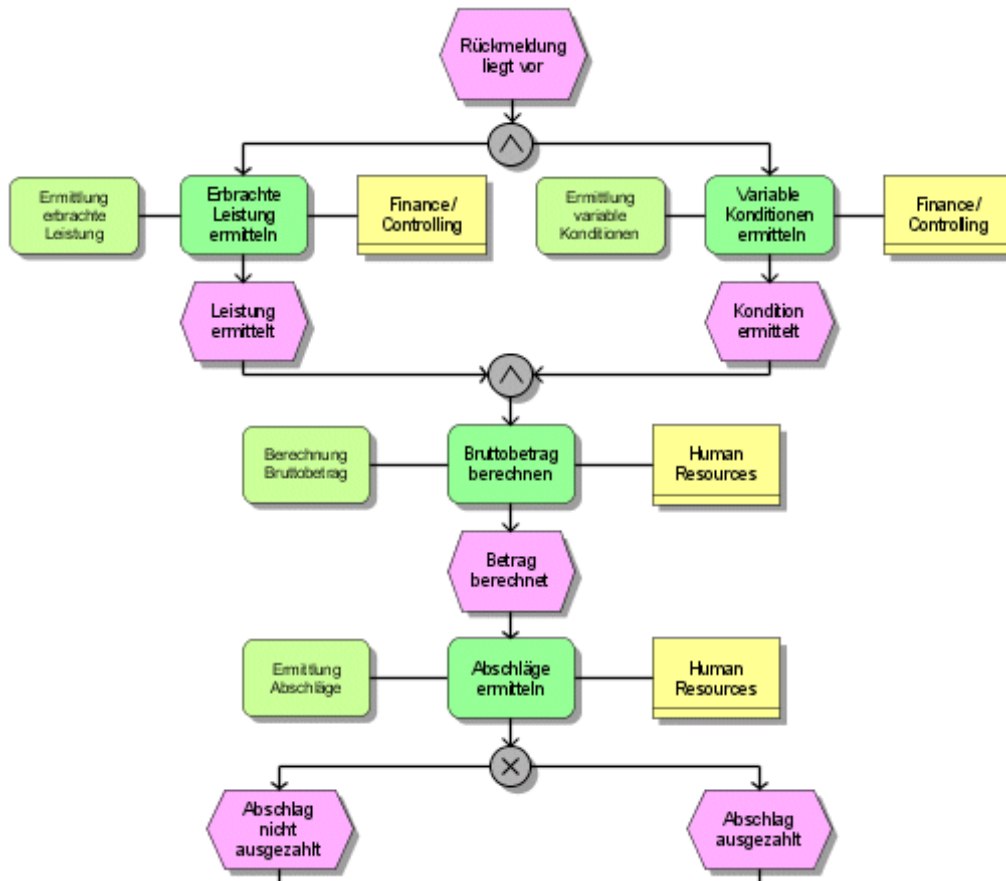 Rückmeldung
liegt vor
Ermittlung
erbrachte
Leistung
Erbrachte
Leistung
ermitteln
Finance/
Controlling
Ermittlung
variable
Konditionen
Variable
Konditionen
ermitteln
Finance/
Controlling
Leistung
ermittelt
Kondition
ermittelt
Berechnung
Bruttobetrag
Bruttobetrag
berechnen
Human
Resources
Betrag
berechnet
Ermittlung
Abschläge
Abschläge
ermitteln
Human
Resources
Abschlag
nicht
ausgezahlt
Abschlag
ausgezahlt